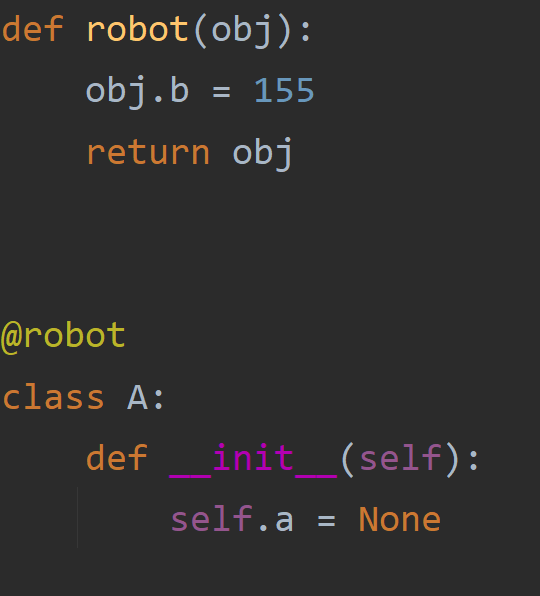 def robot(obj):
    obj.b = 155
    return obj
@robot
class A:
    def __init__(self):
        self.a = None